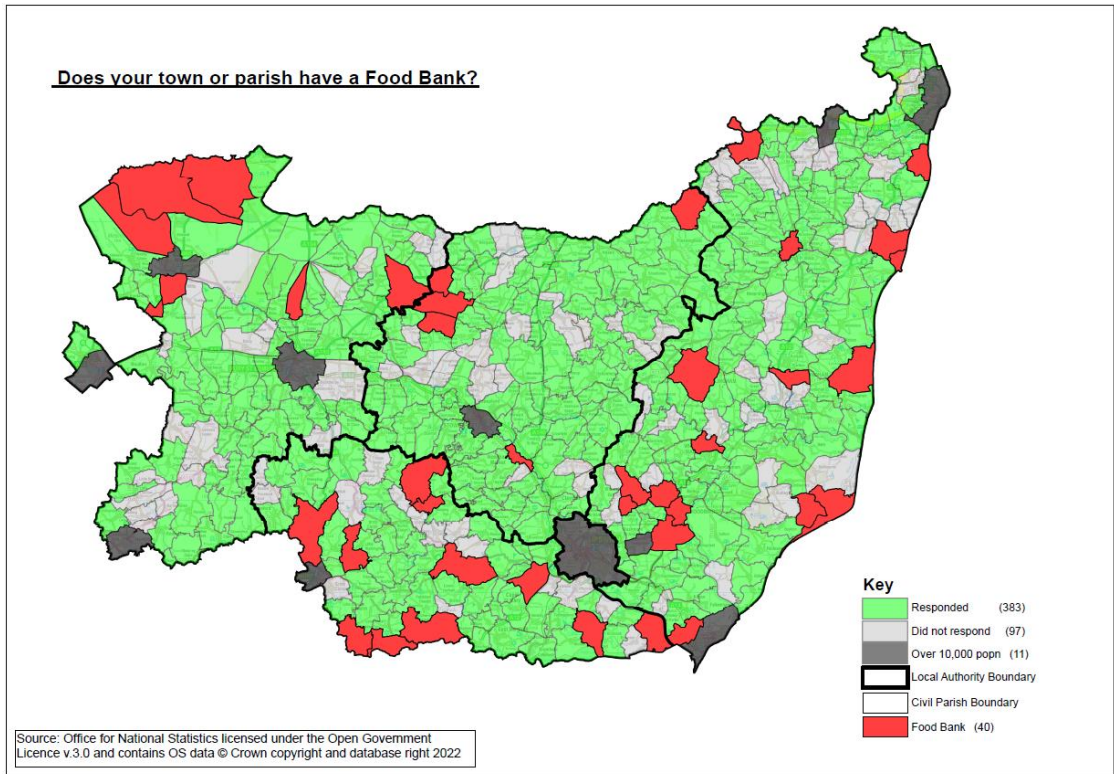 Does your town or parish have a Food Bank?
Key
Responded (383)
Did not respond (97)
Over 10,000 popn (11)
Local Authority Boundary
Civil Parish Boundary
Food Bank (40)
Source: Office for National Statistics licensed under the Open Government
Licence v.3.0 and contains OS data © Crown copyright and database right 2022